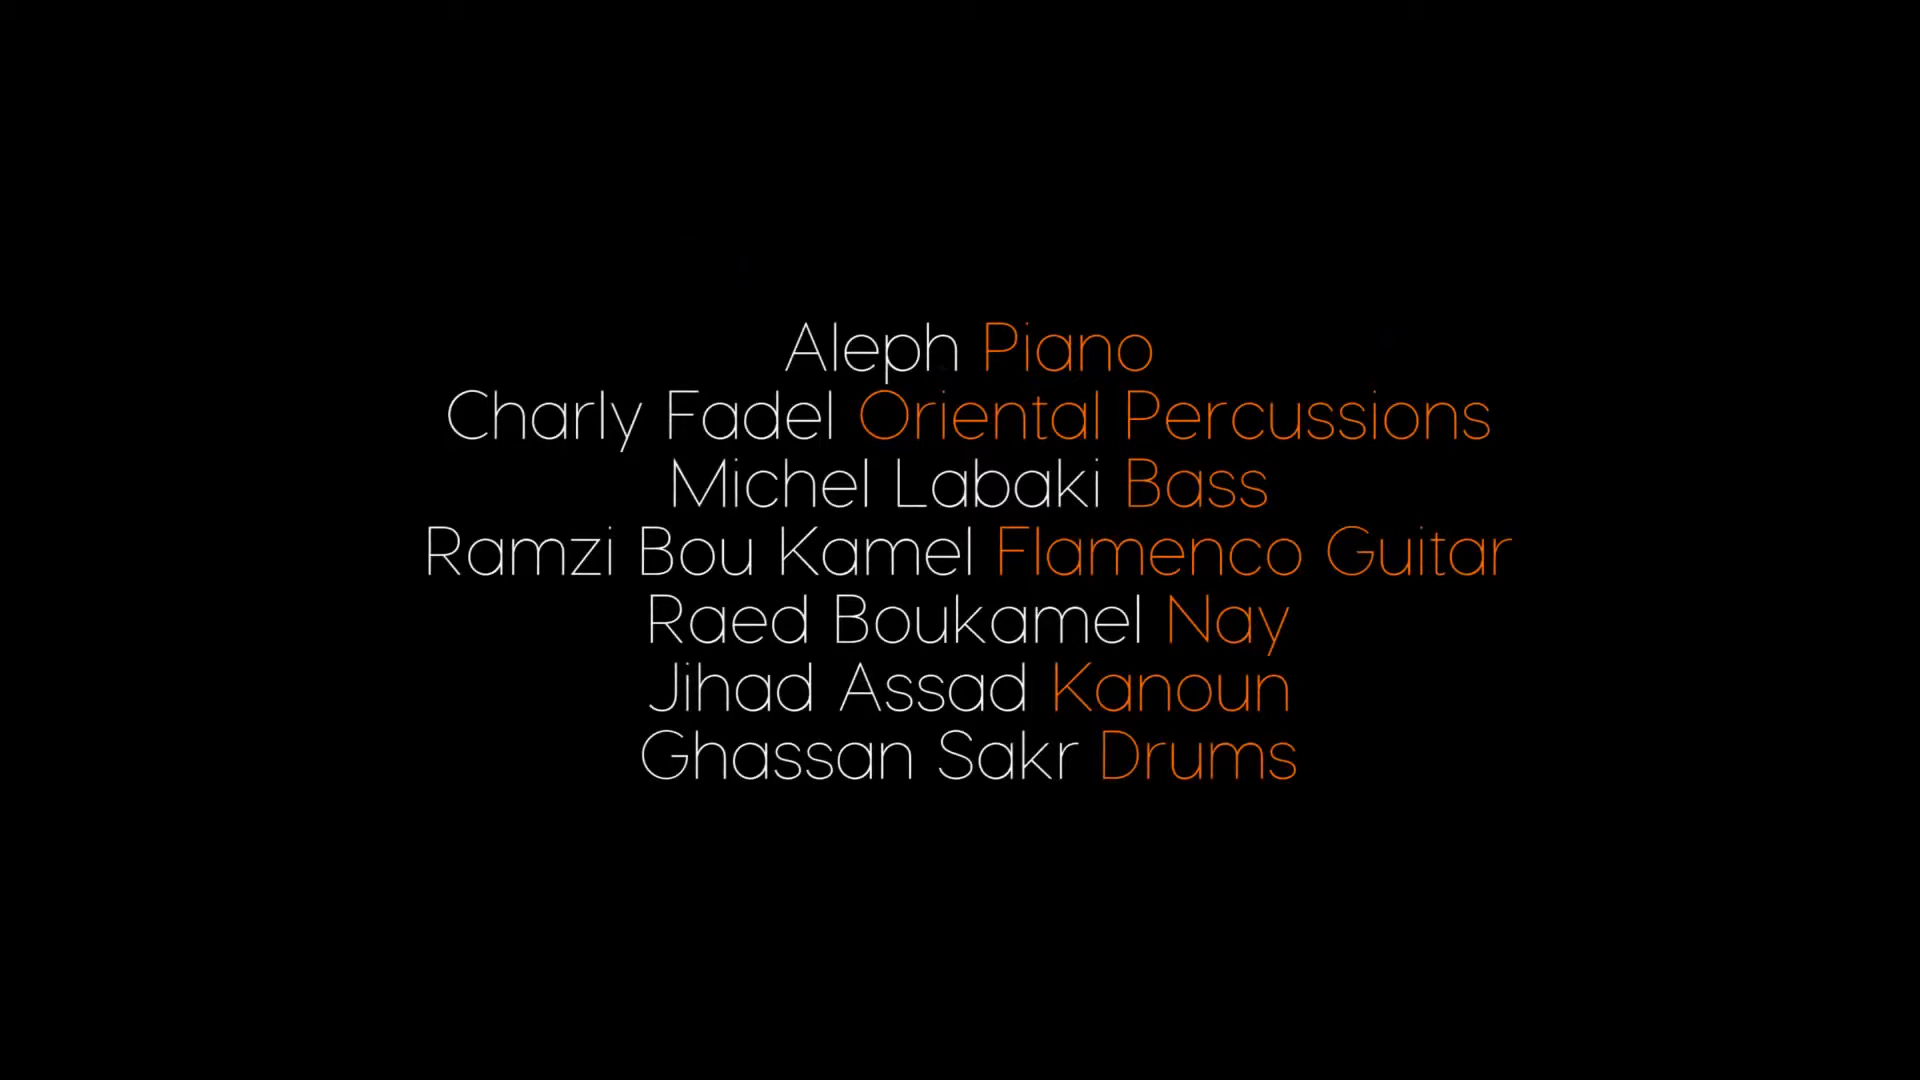 Aleph Piano
Charly Fadel Oriental Percussions
Michel Labaki Bass
Ramzi Bou Kamel Flamenco Guitar
Raed Boukamel Nay
Jihad Assad Kanoun
Ghassan Sakr Drums